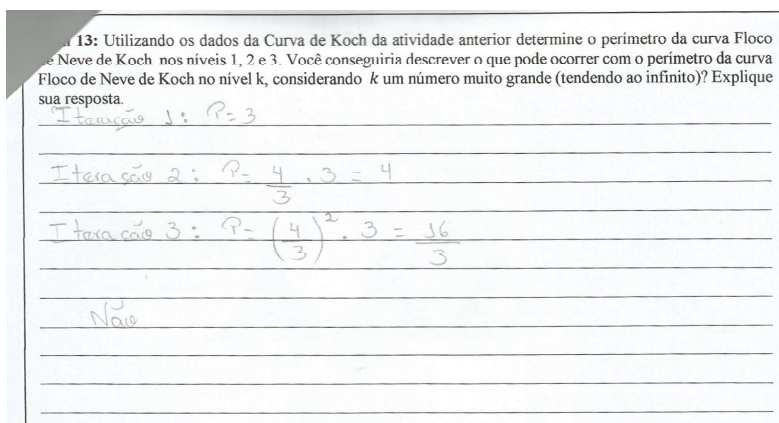 13: Utilizando os dados da Curva de Koch da atividade anterior determine o perímetro da curva Floco
e Neve de Koch nos níveis 1, 2 e 3. Você conseguiria descrever o que pode ocorrer com o perímetro da curva
Floco de Neve de Koch no nível k, considerando k um número muito grande (tendendo ao infinito)? Explique
sua resposta.
Iteração 1: P=3
Iteração 2: P= 4/3 . 3 = 4
Iteração 3: P= (4/3)² . 3 = 16/3
Não